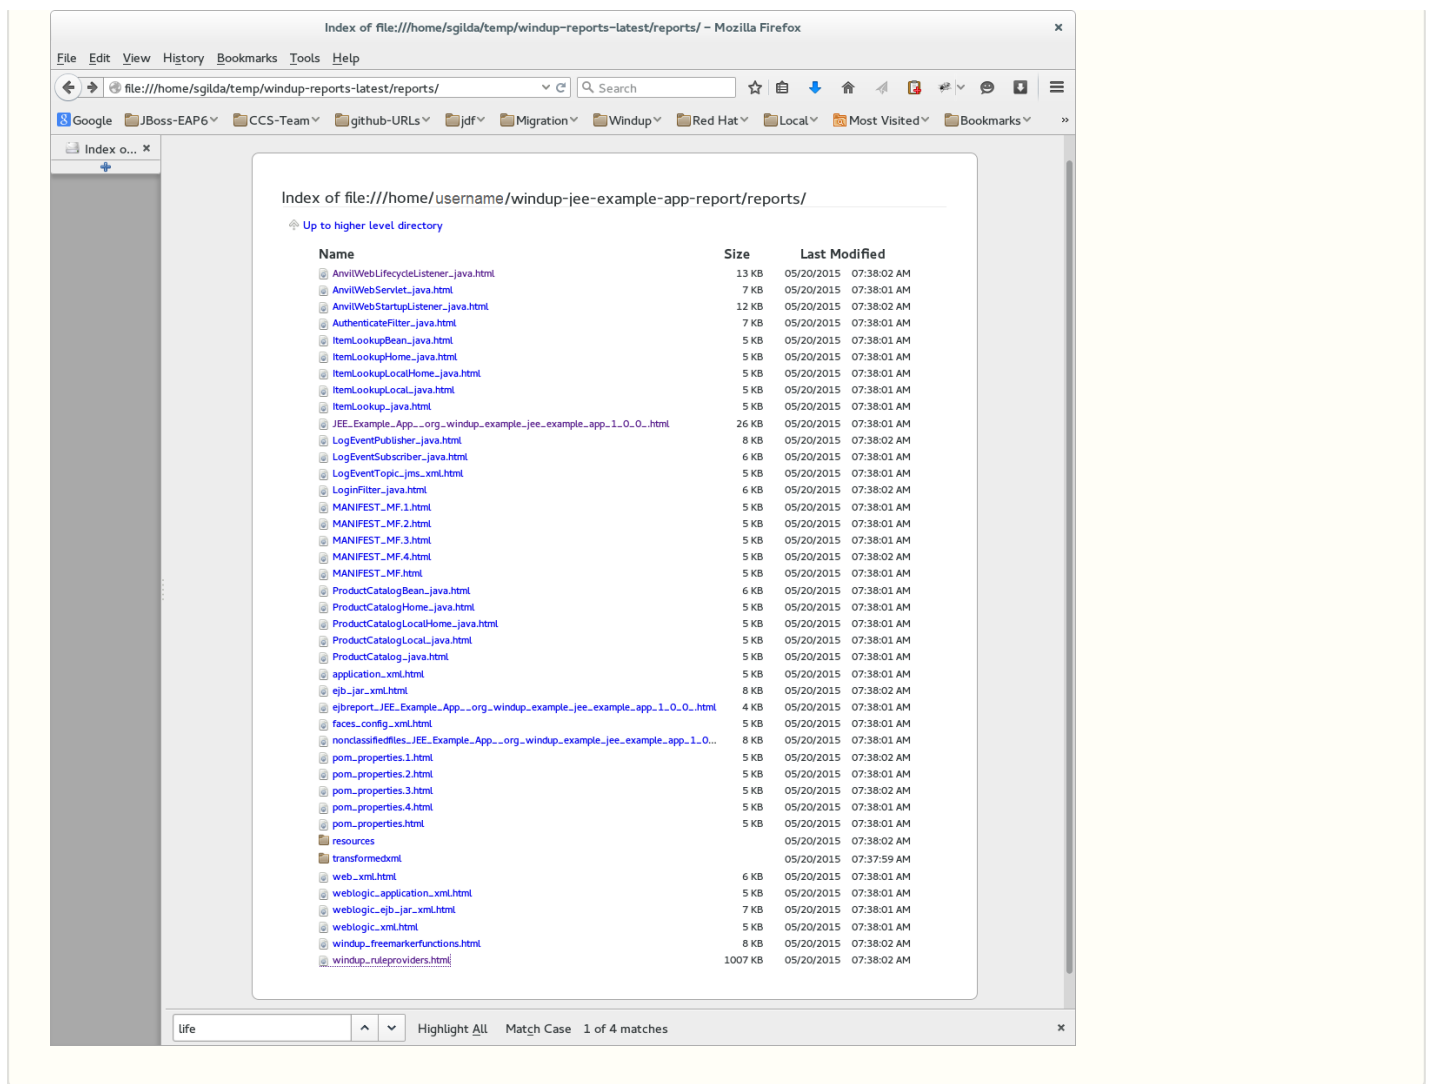 Index of file:///home/sgilda/temp/windup-reports-latest/reports/ - Mozilla Firefox
File Edit View History Bookmarks Tools Help
file:///home/sgilda/temp/windup-reports-latest/reports/ Search
Google JBoss-EAP6 CCS-Team github-URLs jdf Migration Windup Red Hat Local Most Visited Bookmarks »
Index o...
Index of file:///home/username/windup-jee-example-app-report/reports/
Up to higher level directory
Name Size Last Modified
AnvilWebLifecycleListener_java.html 13 KB 05/20/2015 07:38:02 AM
AnvilWebServlet_java.html 7 KB 05/20/2015 07:38:01 AM
AnvilWebStartupListener_java.html 12 KB 05/20/2015 07:38:02 AM
AuthenticateFilter_java.html 7 KB 05/20/2015 07:38:01 AM
ItemLookupBean_java.html 5 KB 05/20/2015 07:38:01 AM
ItemLookupHome_java.html 5 KB 05/20/2015 07:38:01 AM
ItemLookupLocalHome_java.html 5 KB 05/20/2015 07:38:01 AM
ItemLookupLocal_java.html 5 KB 05/20/2015 07:38:01 AM
ItemLookup_java.html 5 KB 05/20/2015 07:38:01 AM
JEE_Example_App__org_windup_example_jee_example_app_1_0_0_.html 26 KB 05/20/2015 07:38:01 AM
LogEventPublisher_java.html 8 KB 05/20/2015 07:38:02 AM
LogEventSubscriber_java.html 6 KB 05/20/2015 07:38:01 AM
LogEventTopic_jms_xml.html 5 KB 05/20/2015 07:38:01 AM
LoginFilter_java.html 6 KB 05/20/2015 07:38:02 AM
MANIFEST_MF.1.html 5 KB 05/20/2015 07:38:01 AM
MANIFEST_MF.2.html 5 KB 05/20/2015 07:38:01 AM
MANIFEST_MF.3.html 5 KB 05/20/2015 07:38:01 AM
MANIFEST_MF.4.html 5 KB 05/20/2015 07:38:02 AM
MANIFEST_MF.html 5 KB 05/20/2015 07:38:01 AM
ProductCatalogBean_java.html 6 KB 05/20/2015 07:38:01 AM
ProductCatalogHome_java.html 5 KB 05/20/2015 07:38:01 AM
ProductCatalogLocalHome_java.html 5 KB 05/20/2015 07:38:01 AM
ProductCatalogLocal_java.html 5 KB 05/20/2015 07:38:01 AM
ProductCatalog_java.html 5 KB 05/20/2015 07:38:01 AM
application_xml.html 5 KB 05/20/2015 07:38:01 AM
ejb_jar_xml.html 8 KB 05/20/2015 07:38:02 AM
ejbreport_JEE_Example_App__org_windup_example_jee_example_app_1_0_0_.html 4 KB 05/20/2015 07:38:01 AM
faces_config_xml.html 5 KB 05/20/2015 07:38:01 AM
nonclassifiedfiles_JEE_Example_App__org_windup_example_jee_example_app_1_0... 8 KB 05/20/2015 07:38:01 AM
pom_properties.1.html 5 KB 05/20/2015 07:38:02 AM
pom_properties.2.html 5 KB 05/20/2015 07:38:01 AM
pom_properties.3.html 5 KB 05/20/2015 07:38:02 AM
pom_properties.4.html 5 KB 05/20/2015 07:38:01 AM
pom_properties.html 5 KB 05/20/2015 07:38:01 AM
resources 05/20/2015 07:38:02 AM
transformedxml 05/20/2015 07:37:59 AM
web_xml.html 6 KB 05/20/2015 07:38:01 AM
weblogic_application_xml.html 5 KB 05/20/2015 07:38:01 AM
weblogic_ejb_jar_xml.html 7 KB 05/20/2015 07:38:01 AM
weblogic_xml.html 5 KB 05/20/2015 07:38:01 AM
windup_freemarkerfunctions.html 8 KB 05/20/2015 07:38:02 AM
windup_ruleproviders.html 1007 KB 05/20/2015 07:38:02 AM
life Highlight All Match Case 1 of 4 matches